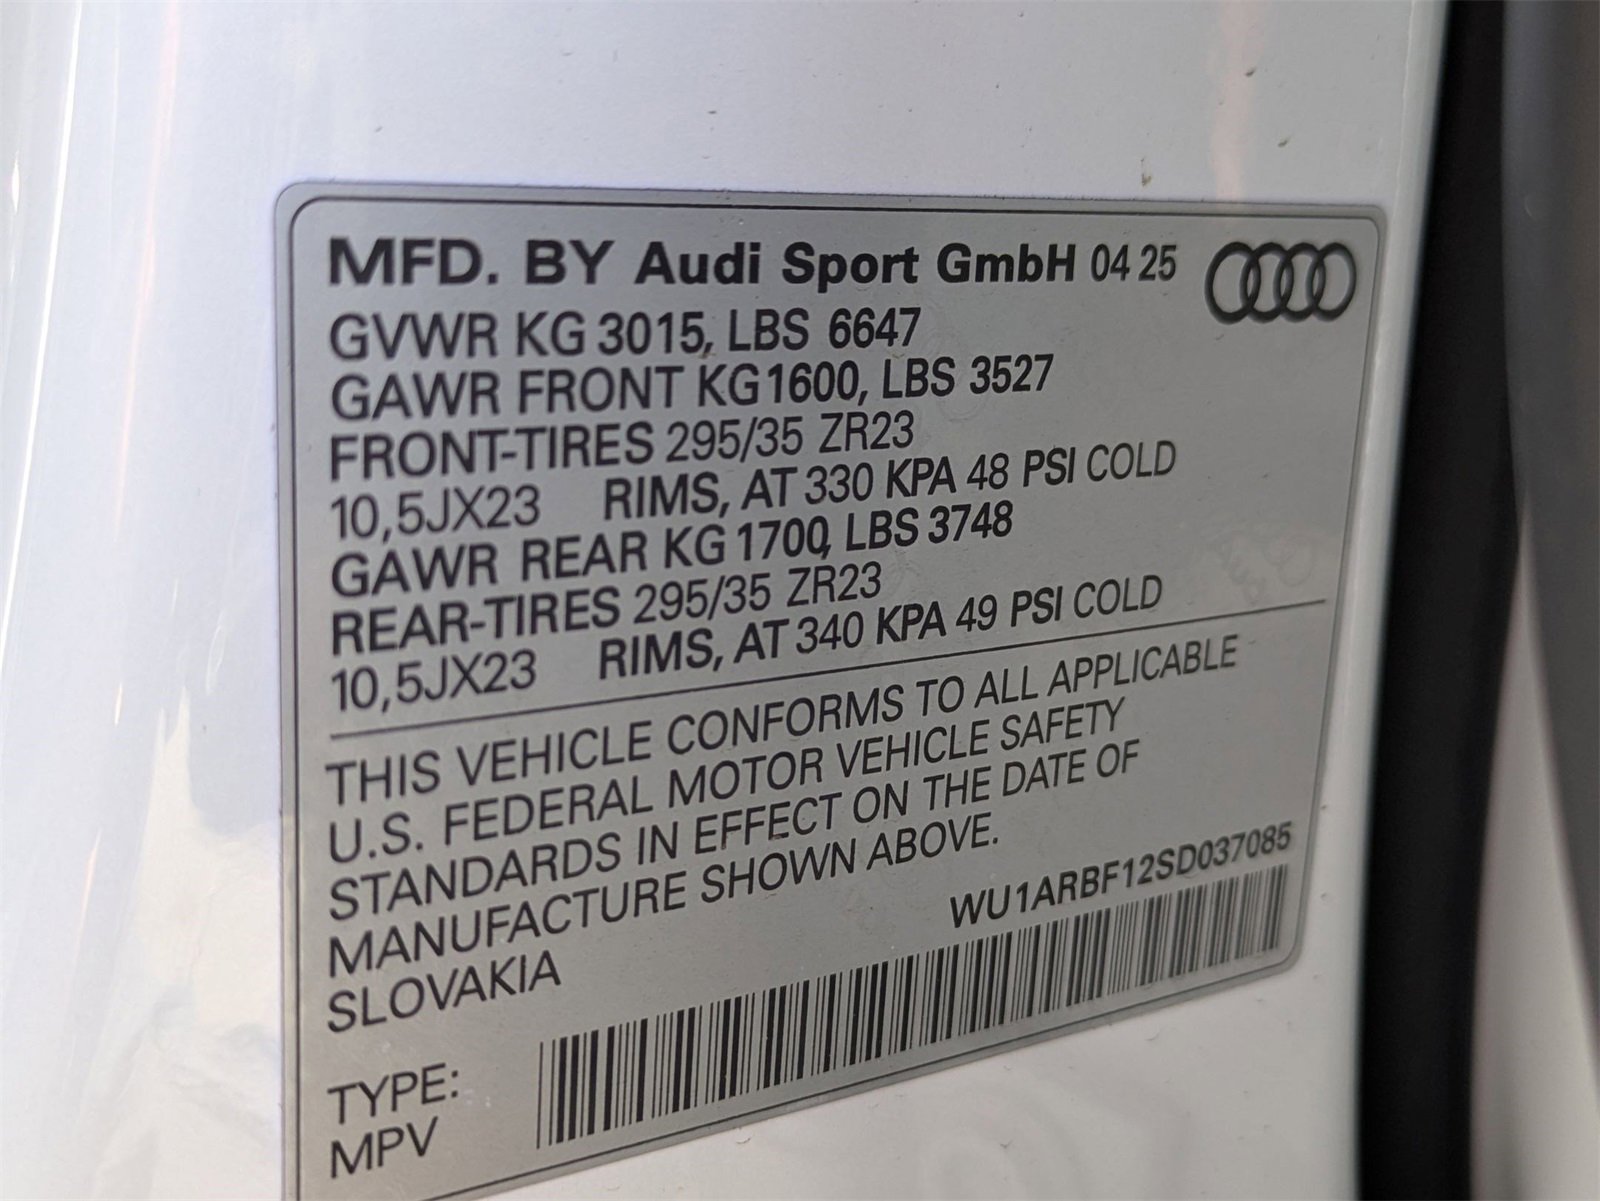 MFD. BY Audi Sport GmbH 04 25
GVWR KG 3015, LBS 6647
GAWR FRONT KG 1600, LBS 3527
FRONT-TIRES 295/35 ZR23
10,5JX23 RIMS, AT 330 KPA 48 PSI COLD
GAWR REAR KG 1700, LBS 3748
REAR-TIRES 295/35 ZR23
10,5JX23 RIMS, AT 340 KPA 49 PSI COLD
THIS VEHICLE CONFORMS TO ALL APPLICABLE
U.S. FEDERAL MOTOR VEHICLE SAFETY
STANDARDS IN EFFECT ON THE DATE OF
MANUFACTURE SHOWN ABOVE.
SLOVAKIA
WU1ARBF12SD037085
TYPE:
MPV